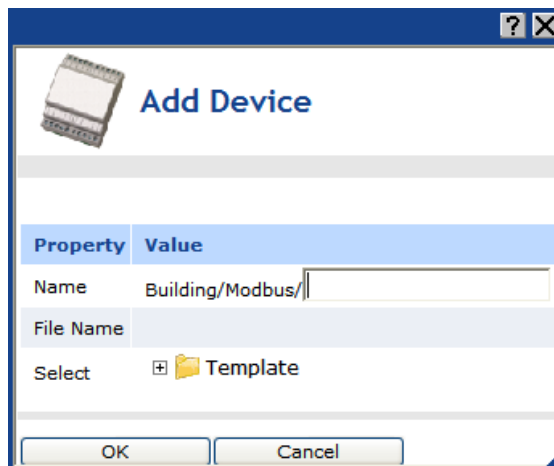 ?
Add Device
Property Value
Name Building/Modbus/
File Name
Select Template
OK Cancel